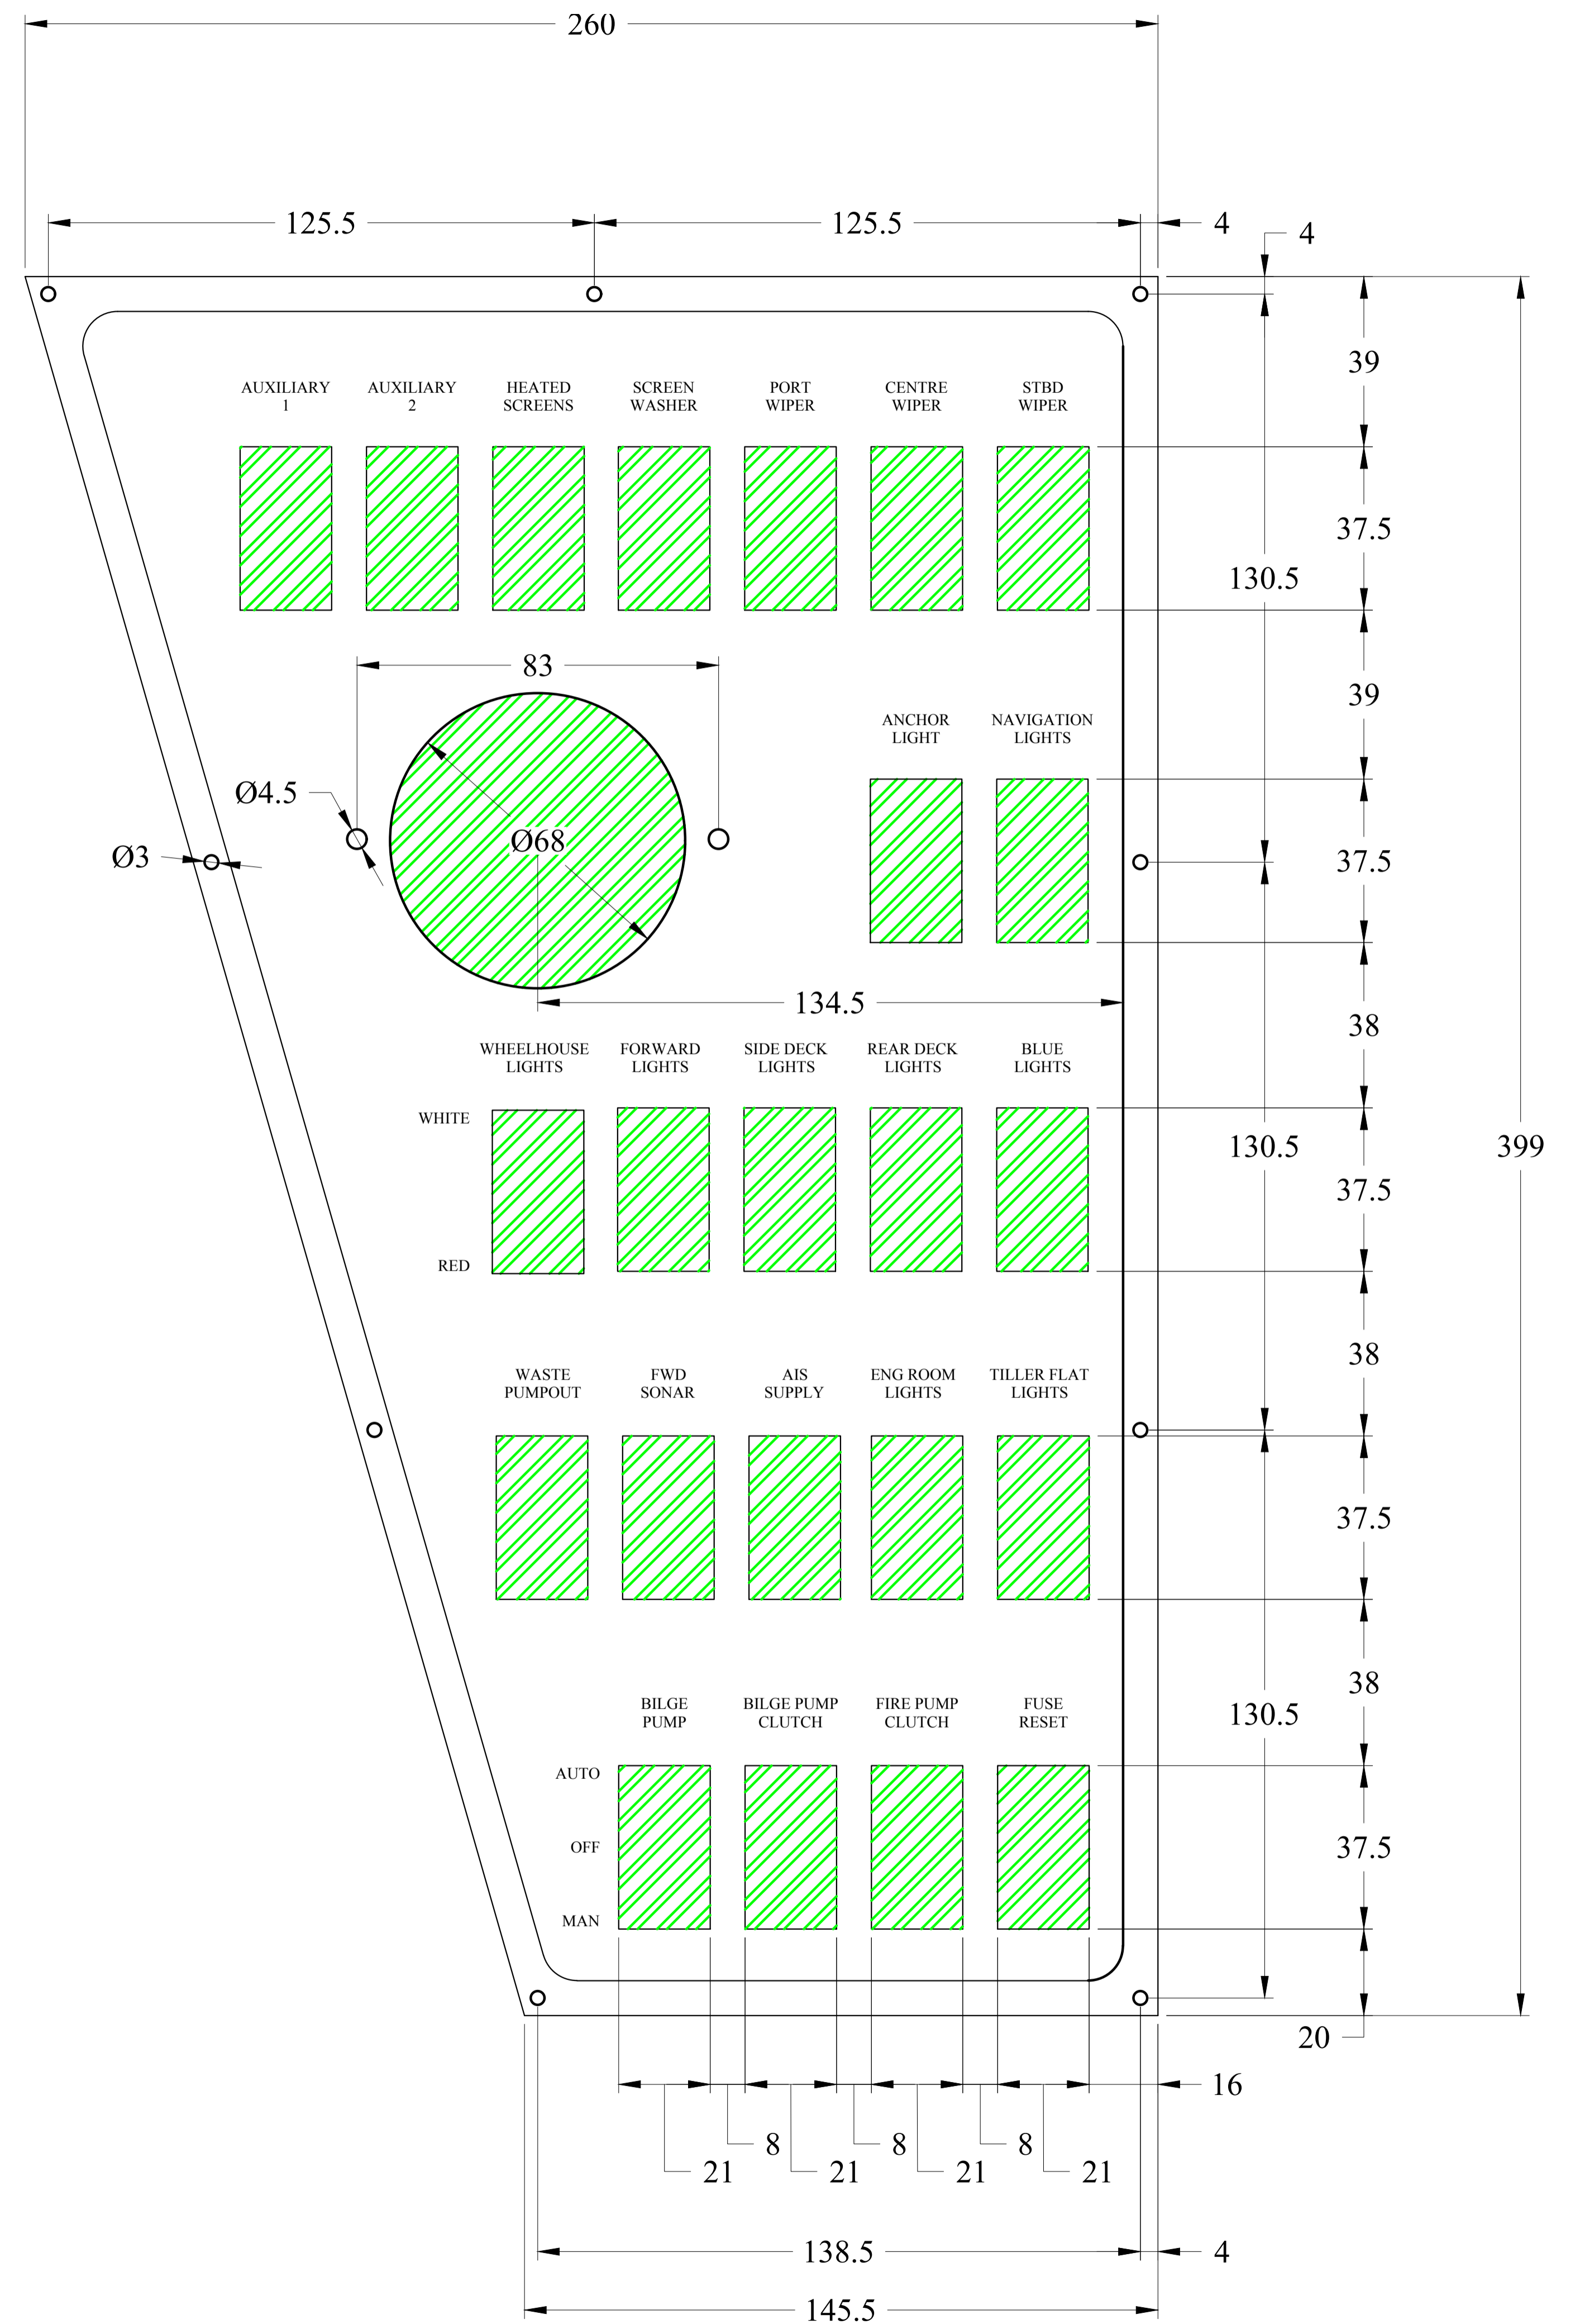 260
125.5 125.5 4
4
AUXILIARY AUXILIARY HEATED SCREEN PORT CENTRE STBD
1 2 SCREENS WASHER WIPER WIPER WIPER
39
37.5
130.5
83
39
ANCHOR NAVIGATION
LIGHT LIGHTS
Ø4.5
Ø68
Ø3
37.5
134.5
38
WHEELHOUSE FORWARD SIDE DECK REAR DECK BLUE
LIGHTS LIGHTS LIGHTS LIGHTS LIGHTS
WHITE
130.5
399
37.5
RED
38
WASTE FWD AIS ENG ROOM TILLER FLAT
PUMPOUT SONAR SUPPLY LIGHTS LIGHTS
37.5
38
BILGE BILGE PUMP FIRE PUMP FUSE
PUMP CLUTCH CLUTCH RESET
130.5
AUTO
OFF
37.5
MAN
20
16
8 8 8
21 21 21 21
138.5 4
145.5